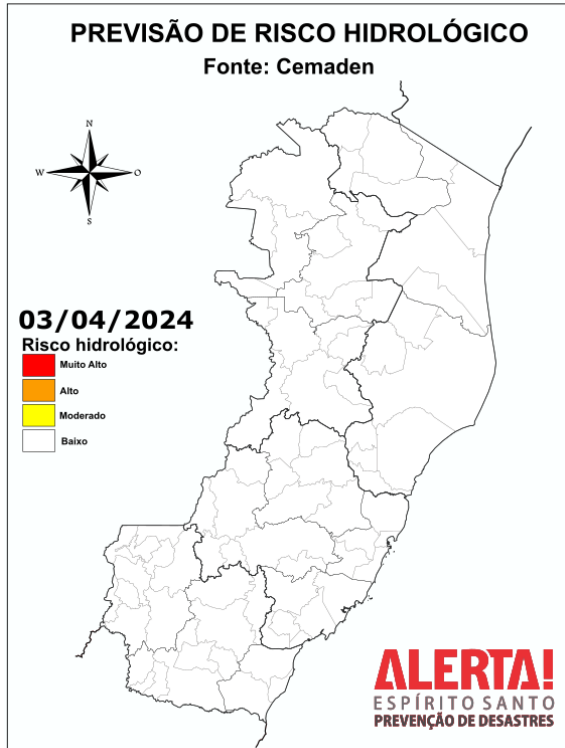 PREVISÃO DE RISCO HIDROLÓGICO
Fonte: Cemaden
N
W
O
S
03/04/2024
Risco hidrológico:
Muito Alto
Alto
Moderado
Baixo
ALERTA!
ESPÍRITO SANTO
PREVENÇÃO DE DESASTRES